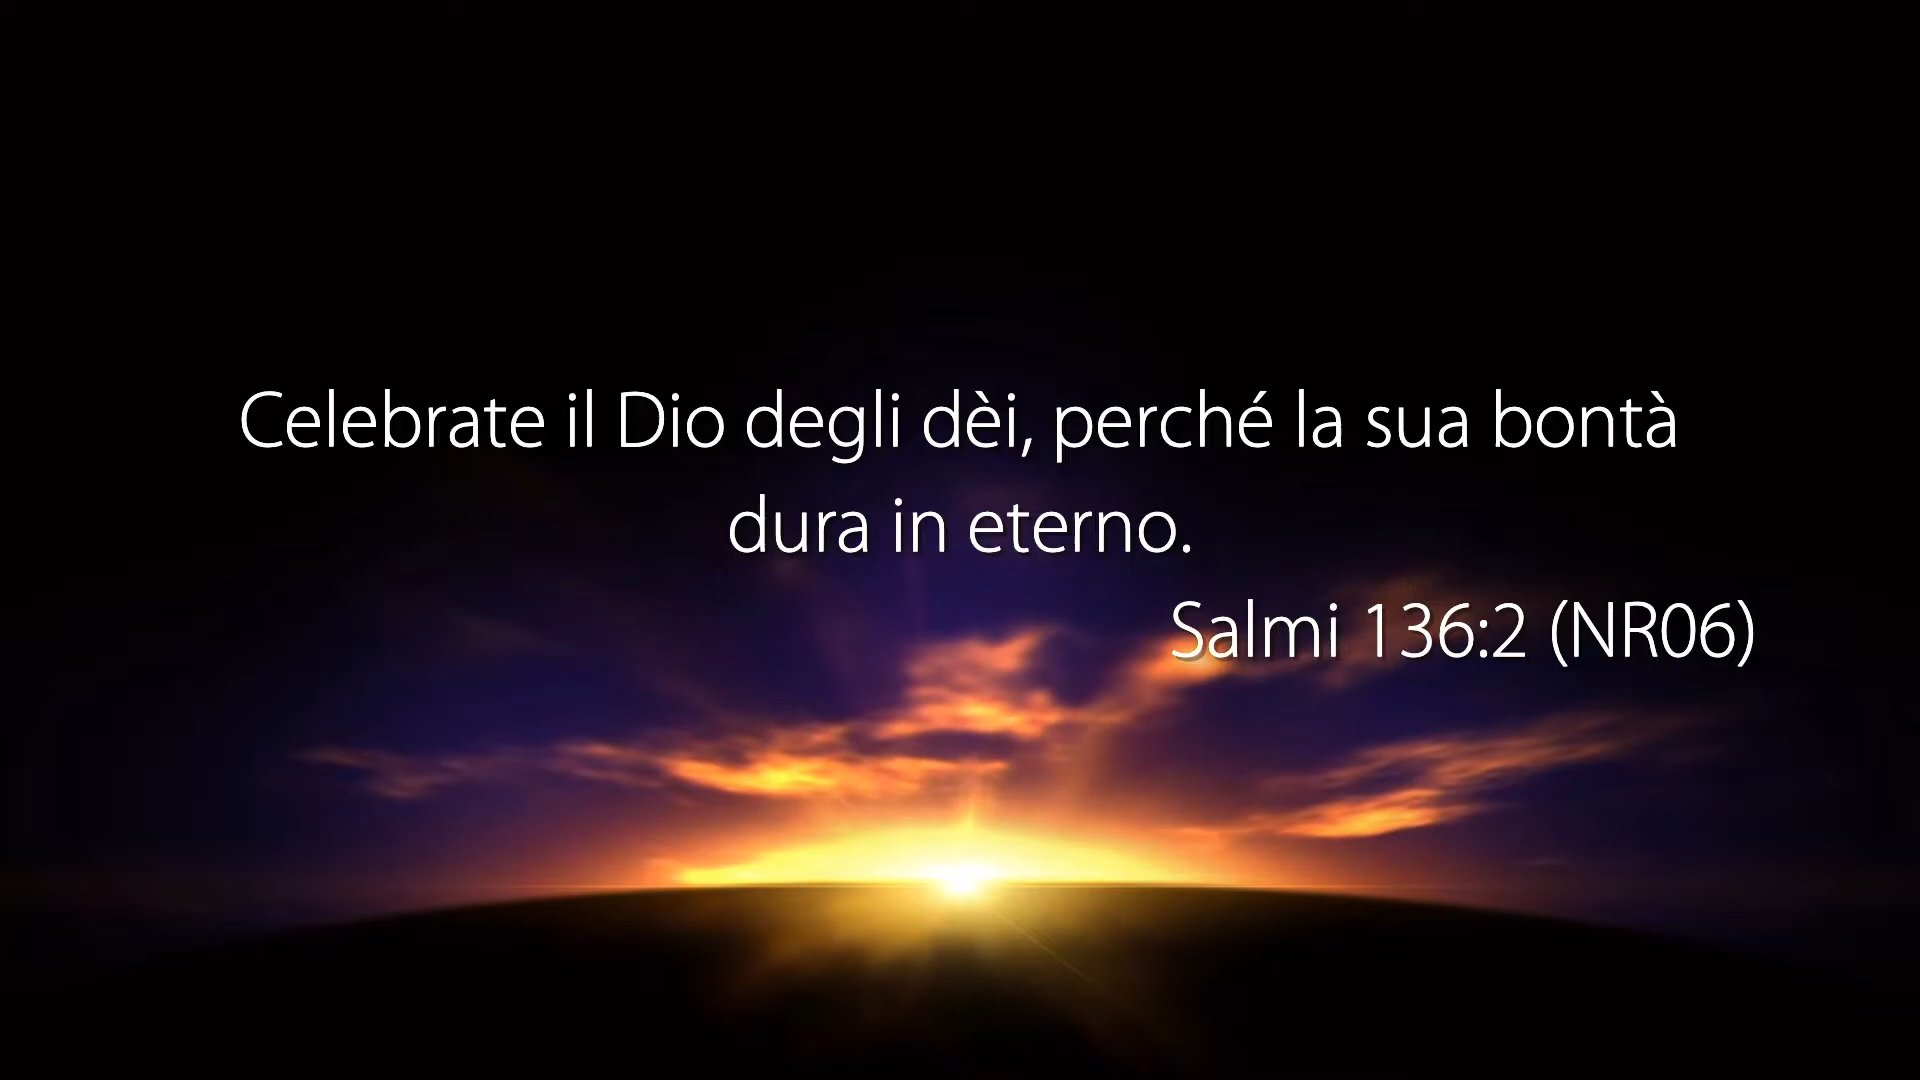 Celebrate il Dio degli dèi, perché la sua bontà
dura in eterno.
Salmi 136:2 (NR06)